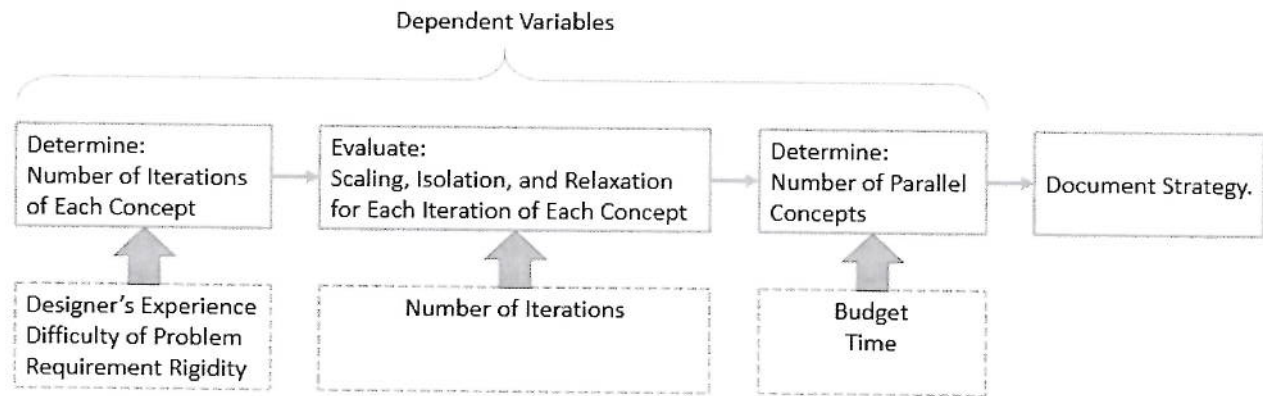 Dependent Variables
Determine:
Number of Iterations
of Each Concept
Evaluate:
Scaling, Isolation, and Relaxation
for Each Iteration of Each Concept
Determine:
Number of Parallel
Concepts
Document Strategy.
Designer's Experience
Difficulty of Problem
Requirement Rigidity
Number of Iterations
Budget
Time